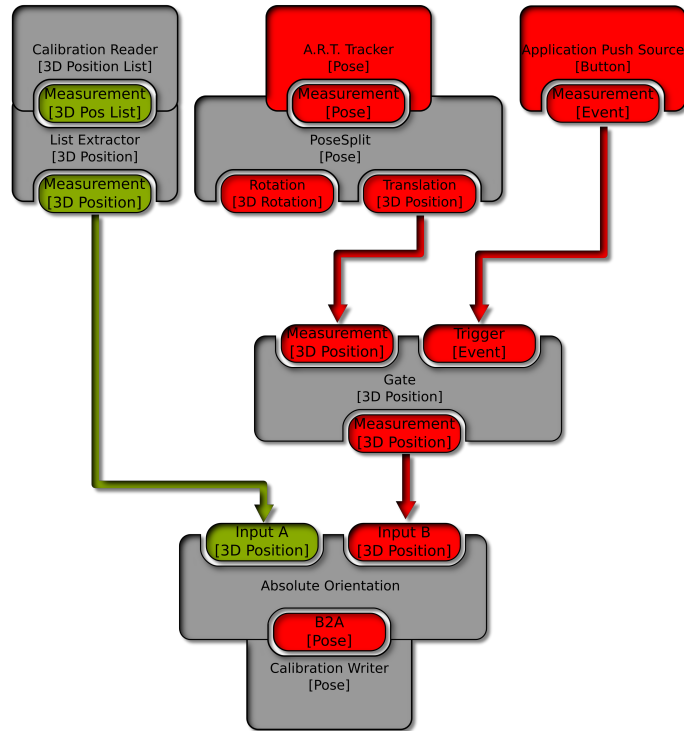 Calibration Reader
[3D Position List]
Measurement
[3D Pos List]
List Extractor
[3D Position]
Measurement
[3D Position]
A.R.T. Tracker
[Pose]
Measurement
[Pose]
PoseSplit
[Pose]
Rotation
[3D Rotation]
Translation
[3D Position]
Application Push Source
[Button]
Measurement
[Event]
Measurement
[3D Position]
Trigger
[Event]
Gate
[3D Position]
Measurement
[3D Position]
Input A
[3D Position]
Input B
[3D Position]
Absolute Orientation
B2A
[Pose]
Calibration Writer
[Pose]